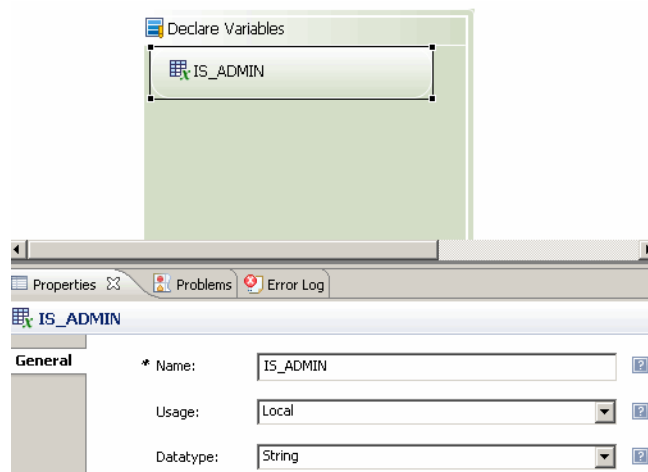 Declare Variables
IS_ADMIN
Properties Problems Error Log
IS_ADMIN
General
* Name: IS_ADMIN
Usage: Local
Datatype: String